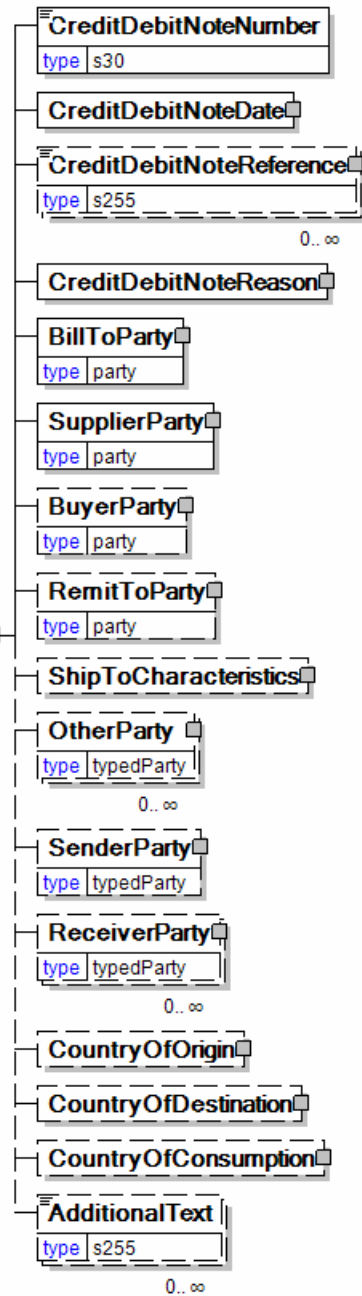 CreditDebitNoteNumber
type s30
CreditDebitNoteDate
CreditDebitNoteReference
type s255
0.. ∞
CreditDebitNoteReason
BillToParty
type party
SupplierParty
type party
BuyerParty
type party
RemitToParty
type party
ShipToCharacteristics
OtherParty
type typedParty
0.. ∞
SenderParty
type typedParty
ReceiverParty
type typedParty
0.. ∞
CountryOfOrigin
CountryOfDestination
CountryOfConsumption
AdditionalText
type s255
0.. ∞